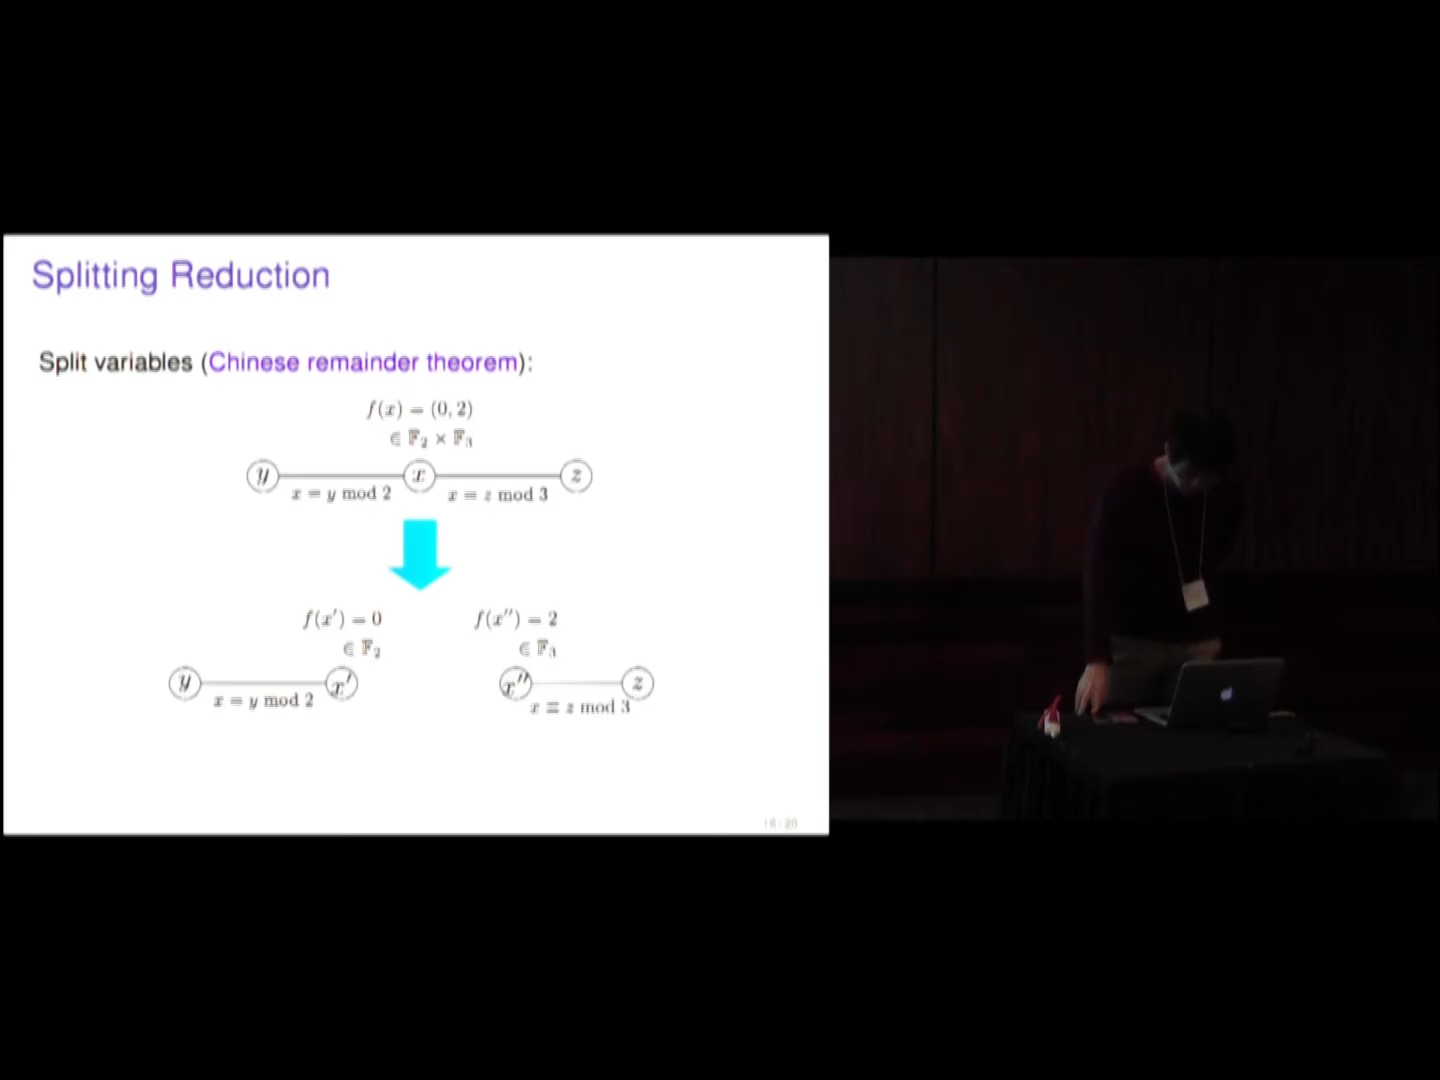 Splitting Reduction
Split variables (Chinese remainder theorem):
f(x) = (0, 2)
∈ 𝔽₂ × 𝔽₃
y x z
x = y mod 2 x = z mod 3
f(x′) = 0 f(x″) = 2
∈ 𝔽₂ ∈ 𝔽₃
y x′ x″ z
x = y mod 2 x ≡ z mod 3